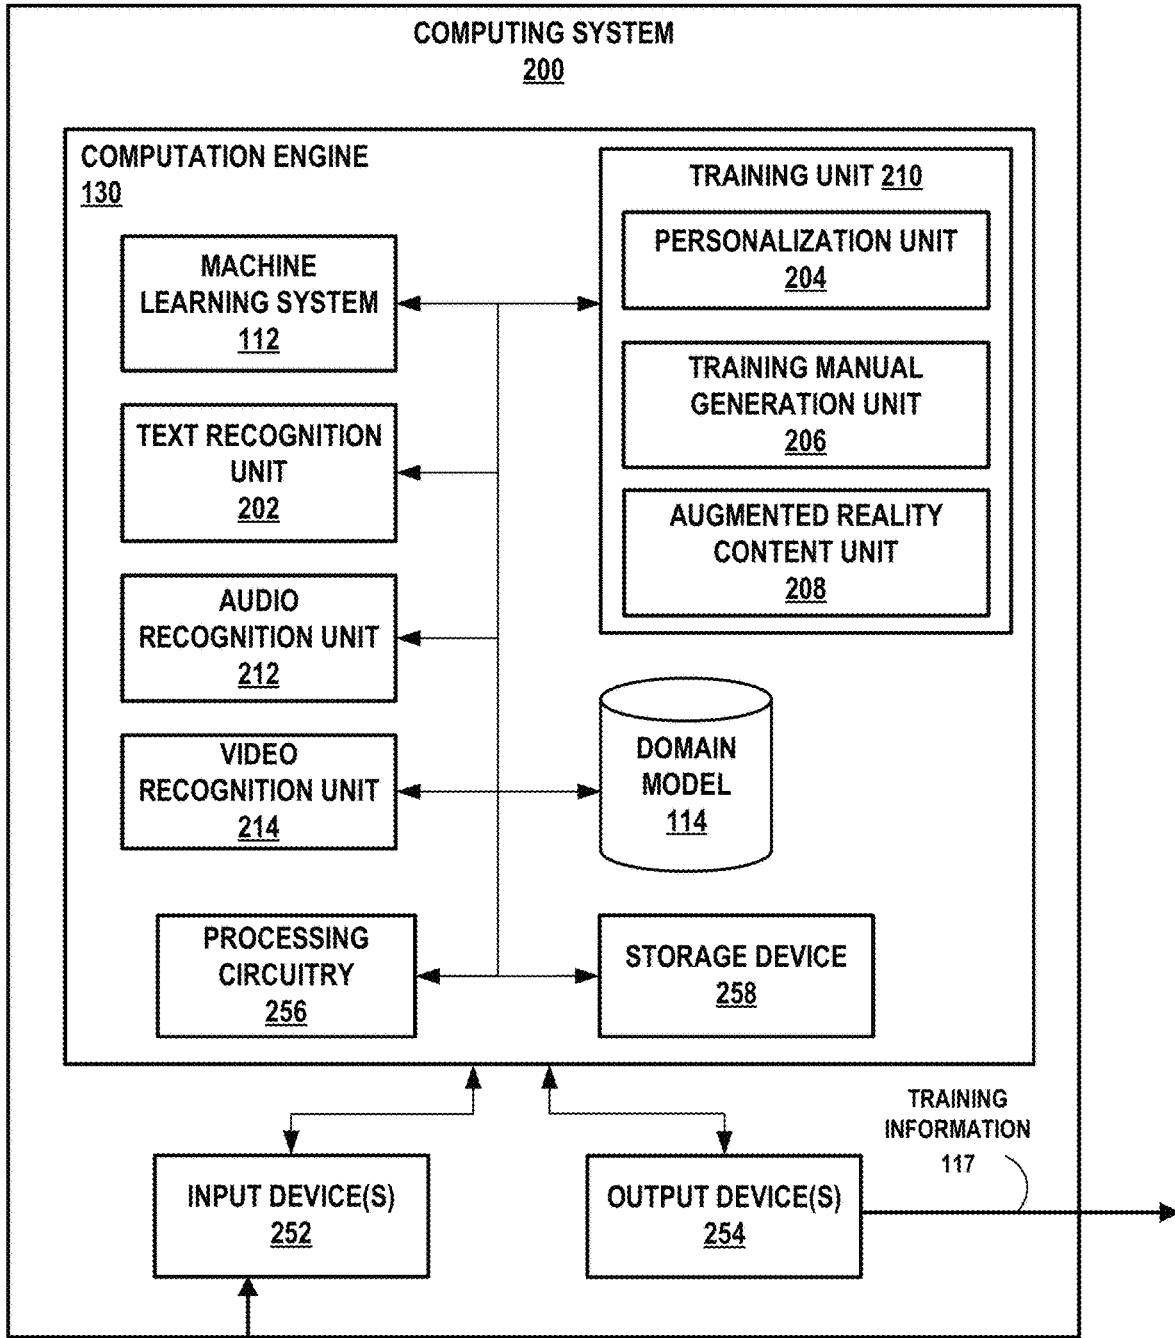 COMPUTING SYSTEM
200
COMPUTATION ENGINE
130
MACHINE
LEARNING SYSTEM
112
TEXT RECOGNITION
UNIT
202
AUDIO
RECOGNITION UNIT
212
VIDEO
RECOGNITION UNIT
214
PROCESSING
CIRCUITRY
256
TRAINING UNIT 210
PERSONALIZATION UNIT
204
TRAINING MANUAL
GENERATION UNIT
206
AUGMENTED REALITY
CONTENT UNIT
208
DOMAIN
MODEL
114
STORAGE DEVICE
258
INPUT DEVICE(S)
252
OUTPUT DEVICE(S)
254
TRAINING
INFORMATION
117